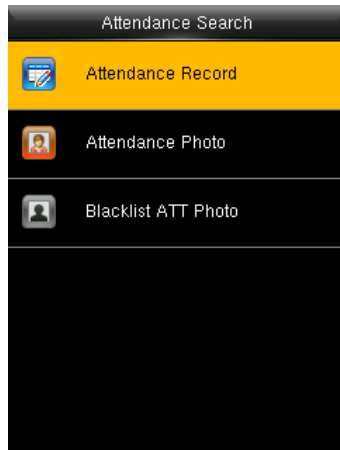 Attendance Search
Attendance Record
Attendance Photo
Blacklist ATT Photo